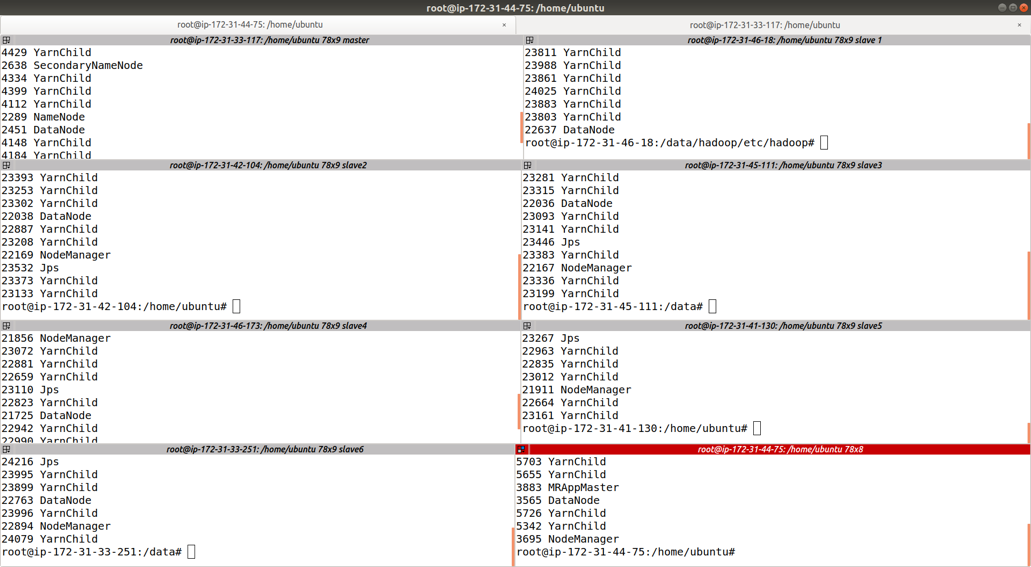 root@ip-172-31-44-75: /home/ubuntu
root@ip-172-31-44-75: /home/ubuntu
×
root@ip-172-31-33-117: /home/ubuntu
×
root@ip-172-31-33-117: /home/ubuntu 78x9 master
4429 YarnChild
2638 SecondaryNameNode
4334 YarnChild
4399 YarnChild
4112 YarnChild
2289 NameNode
2451 DataNode
4148 YarnChild
4184 YarnChild
root@ip-172-31-46-18: /home/ubuntu 78x9 slave 1
23811 YarnChild
23988 YarnChild
23861 YarnChild
24025 YarnChild
23883 YarnChild
23803 YarnChild
22637 DataNode
root@ip-172-31-46-18:/data/hadoop/etc/hadoop#
root@ip-172-31-42-104: /home/ubuntu 78x9 slave2
23393 YarnChild
23253 YarnChild
23302 YarnChild
22038 DataNode
22887 YarnChild
23208 YarnChild
22169 NodeManager
23532 Jps
23373 YarnChild
23133 YarnChild
root@ip-172-31-42-104:/home/ubuntu#
root@ip-172-31-45-111: /home/ubuntu 78x9 slave3
23281 YarnChild
23315 YarnChild
22036 DataNode
23093 YarnChild
23141 YarnChild
23446 Jps
23383 YarnChild
22167 NodeManager
23336 YarnChild
23199 YarnChild
root@ip-172-31-45-111:/data#
root@ip-172-31-46-173: /home/ubuntu 78x9 slave4
21856 NodeManager
23072 YarnChild
22881 YarnChild
22659 YarnChild
23110 Jps
22823 YarnChild
21725 DataNode
22942 YarnChild
22990 YarnChild
root@ip-172-31-41-130: /home/ubuntu 78x9 slave5
23267 Jps
22963 YarnChild
22835 YarnChild
23012 YarnChild
21911 NodeManager
22664 YarnChild
23161 YarnChild
root@ip-172-31-41-130:/home/ubuntu#
root@ip-172-31-33-251: /home/ubuntu 78x9 slave6
24216 Jps
23995 YarnChild
23899 YarnChild
22763 DataNode
23996 YarnChild
22894 NodeManager
24079 YarnChild
root@ip-172-31-33-251:/data#
root@ip-172-31-44-75: /home/ubuntu 78x8
5703 YarnChild
5655 YarnChild
3883 MRAppMaster
3565 DataNode
5726 YarnChild
5342 YarnChild
3695 NodeManager
root@ip-172-31-44-75:/home/ubuntu#